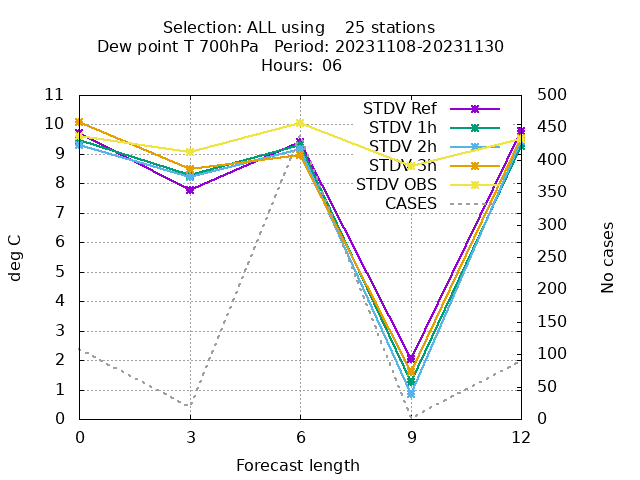 Selection: ALL using    25 stations
Dew point T 700hPa   Period: 20231108-20231130
Hours: 06
11
10
9
8
7
6
5
4
3
2
1
0
deg C
500
450
400
350
300
250
200
150
100
50
0
No cases
STDV Ref
STDV 1h
STDV 2h
STDV 3h
STDV OBS
CASES
0 3 6 9 12
Forecast length